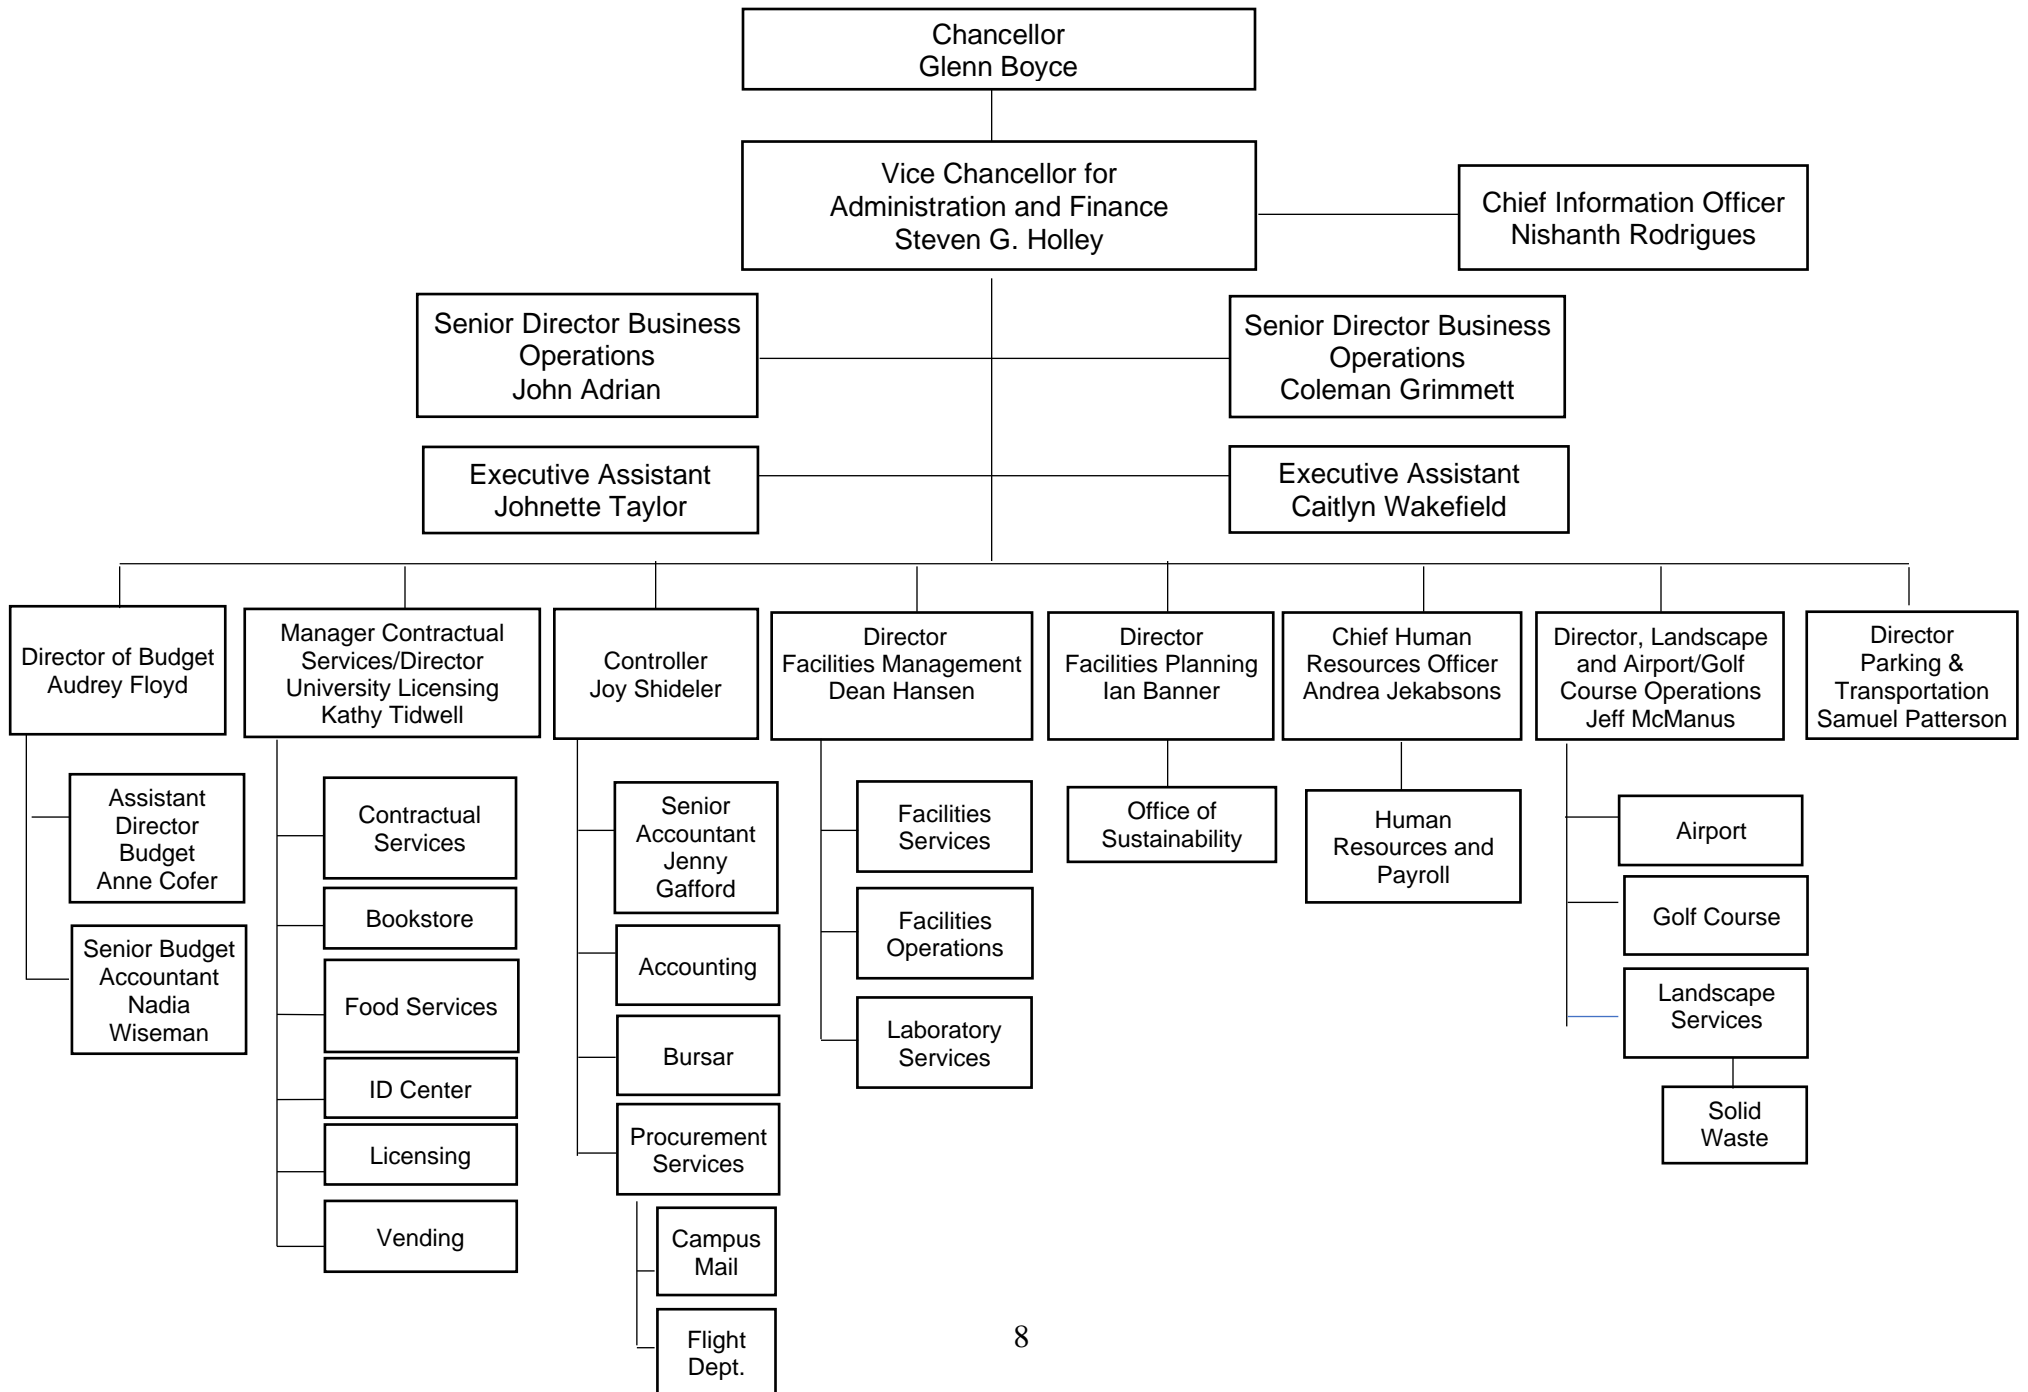 Chancellor
Glenn Boyce
Vice Chancellor for
Administration and Finance
Steven G. Holley
Chief Information Officer
Nishanth Rodrigues
Senior Director Business
Operations
John Adrian
Senior Director Business
Operations
Coleman Grimmett
Executive Assistant
Johnette Taylor
Executive Assistant
Caitlyn Wakefield
Director of Budget
Audrey Floyd
Manager Contractual
Services/Director
University Licensing
Kathy Tidwell
Controller
Joy Shideler
Director
Facilities Management
Dean Hansen
Director
Facilities Planning
Ian Banner
Chief Human
Resources Officer
Andrea Jekabsons
Director, Landscape
and Airport/Golf
Course Operations
Jeff McManus
Director
Parking &
Transportation
Samuel Patterson
Assistant
Director
Budget
Anne Cofer
Senior Budget
Accountant
Nadia
Wiseman
Contractual
Services
Bookstore
Food Services
ID Center
Licensing
Vending
Senior
Accountant
Jenny
Gafford
Accounting
Bursar
Procurement
Services
Campus
Mail
Flight
Dept.
Facilities
Services
Facilities
Operations
Laboratory
Services
Office of
Sustainability
Human
Resources and
Payroll
Airport
Golf Course
Landscape
Services
Solid
Waste
8